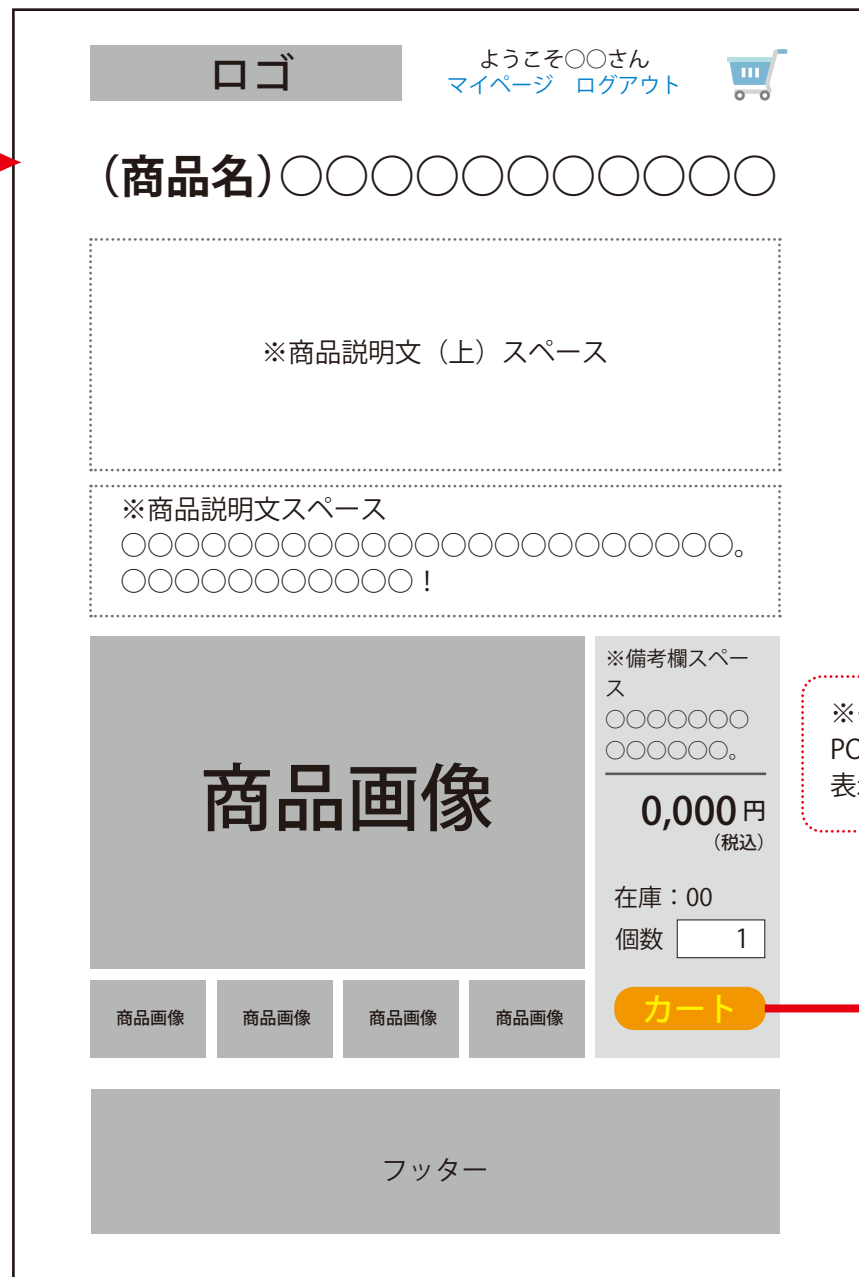 ロゴ
ようこそ○○さん
マイページ　ログアウト
（商品名）○○○○○○○○○○○
※商品説明文（上）スペース
※商品説明文スペース
○○○○○○○○○○○○○○○○○○○○○○○。
○○○○○○○○○○○！
商品画像
※備考欄スペー
ス
○○○○○○○
○○○○○○。
0,000円
（税込）
在庫：00
個数 1
カート
商品画像 商品画像 商品画像 商品画像
フッター
※
PC